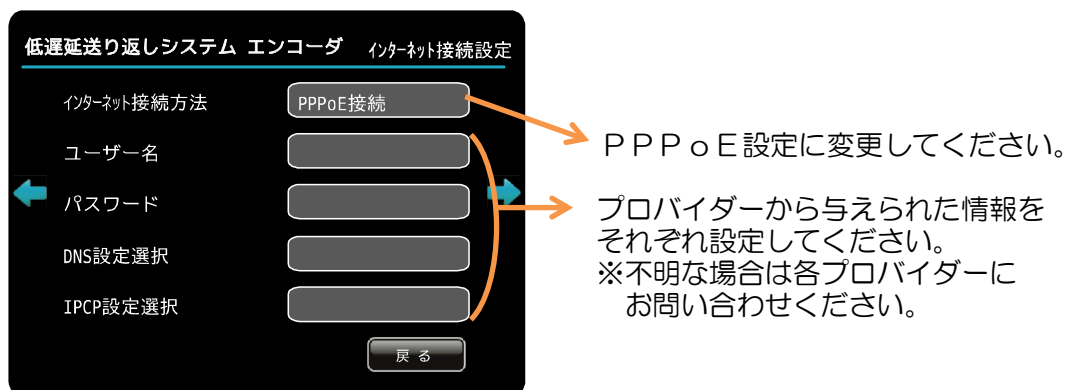 低遅延送り返しシステム エンコーダ ｲﾝﾀｰﾈｯﾄ接続設定
ｲﾝﾀｰﾈｯﾄ接続方法 PPPoE接続
ユーザー名
パスワード
DNS設定選択
IPCP設定選択
戻 る
ＰＰＰｏＥ設定に変更してください。
プロバイダーから与えられた情報を
それぞれ設定してください。
※不明な場合は各プロバイダーに
お問い合わせください。